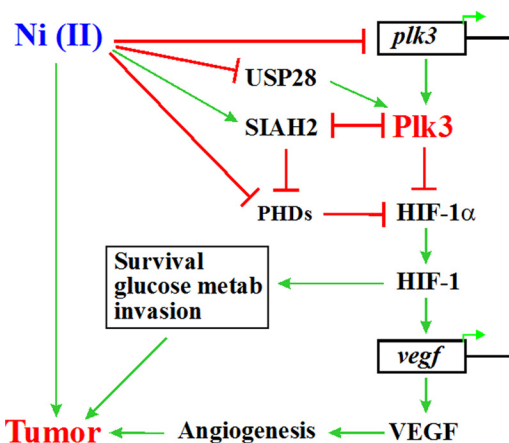 Ni (II)
plk3
USP28
SIAH2
Plk3
PHDs
HIF-1α
Survival
glucose metab
invasion
HIF-1
vegf
Tumor
Angiogenesis
VEGF